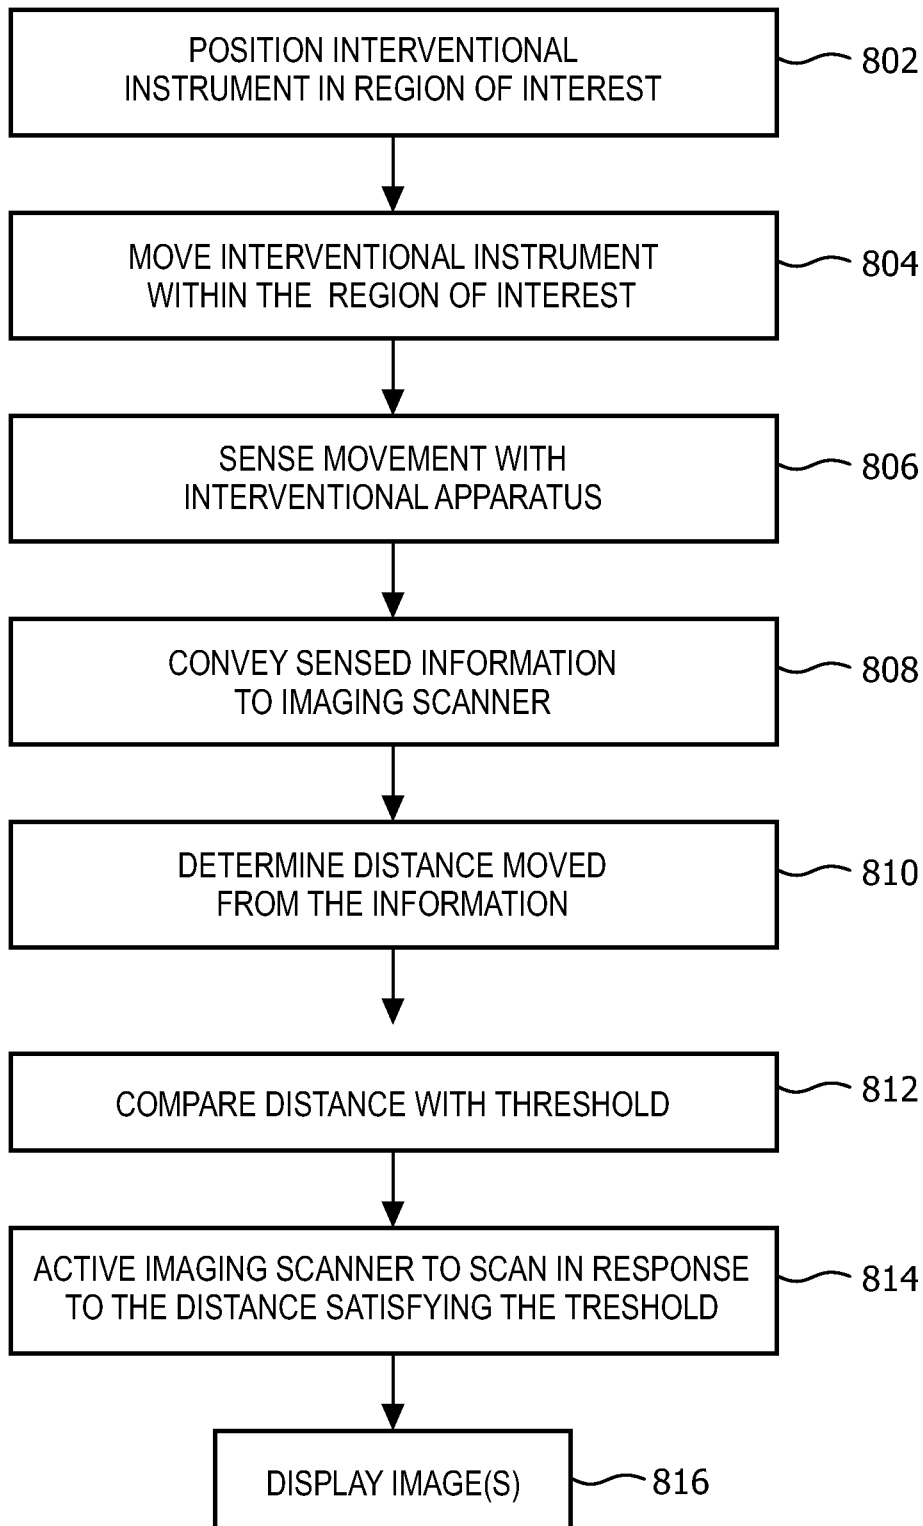 POSITION INTERVENTIONAL
INSTRUMENT IN REGION OF INTEREST
802
MOVE INTERVENTIONAL INSTRUMENT
WITHIN THE REGION OF INTEREST
804
SENSE MOVEMENT WITH
INTERVENTIONAL APPARATUS
806
CONVEY SENSED INFORMATION
TO IMAGING SCANNER
808
DETERMINE DISTANCE MOVED
FROM THE INFORMATION
810
COMPARE DISTANCE WITH THRESHOLD
812
ACTIVE IMAGING SCANNER TO SCAN IN RESPONSE
TO THE DISTANCE SATISFYING THE TRESHOLD
814
DISPLAY IMAGE(S)
816